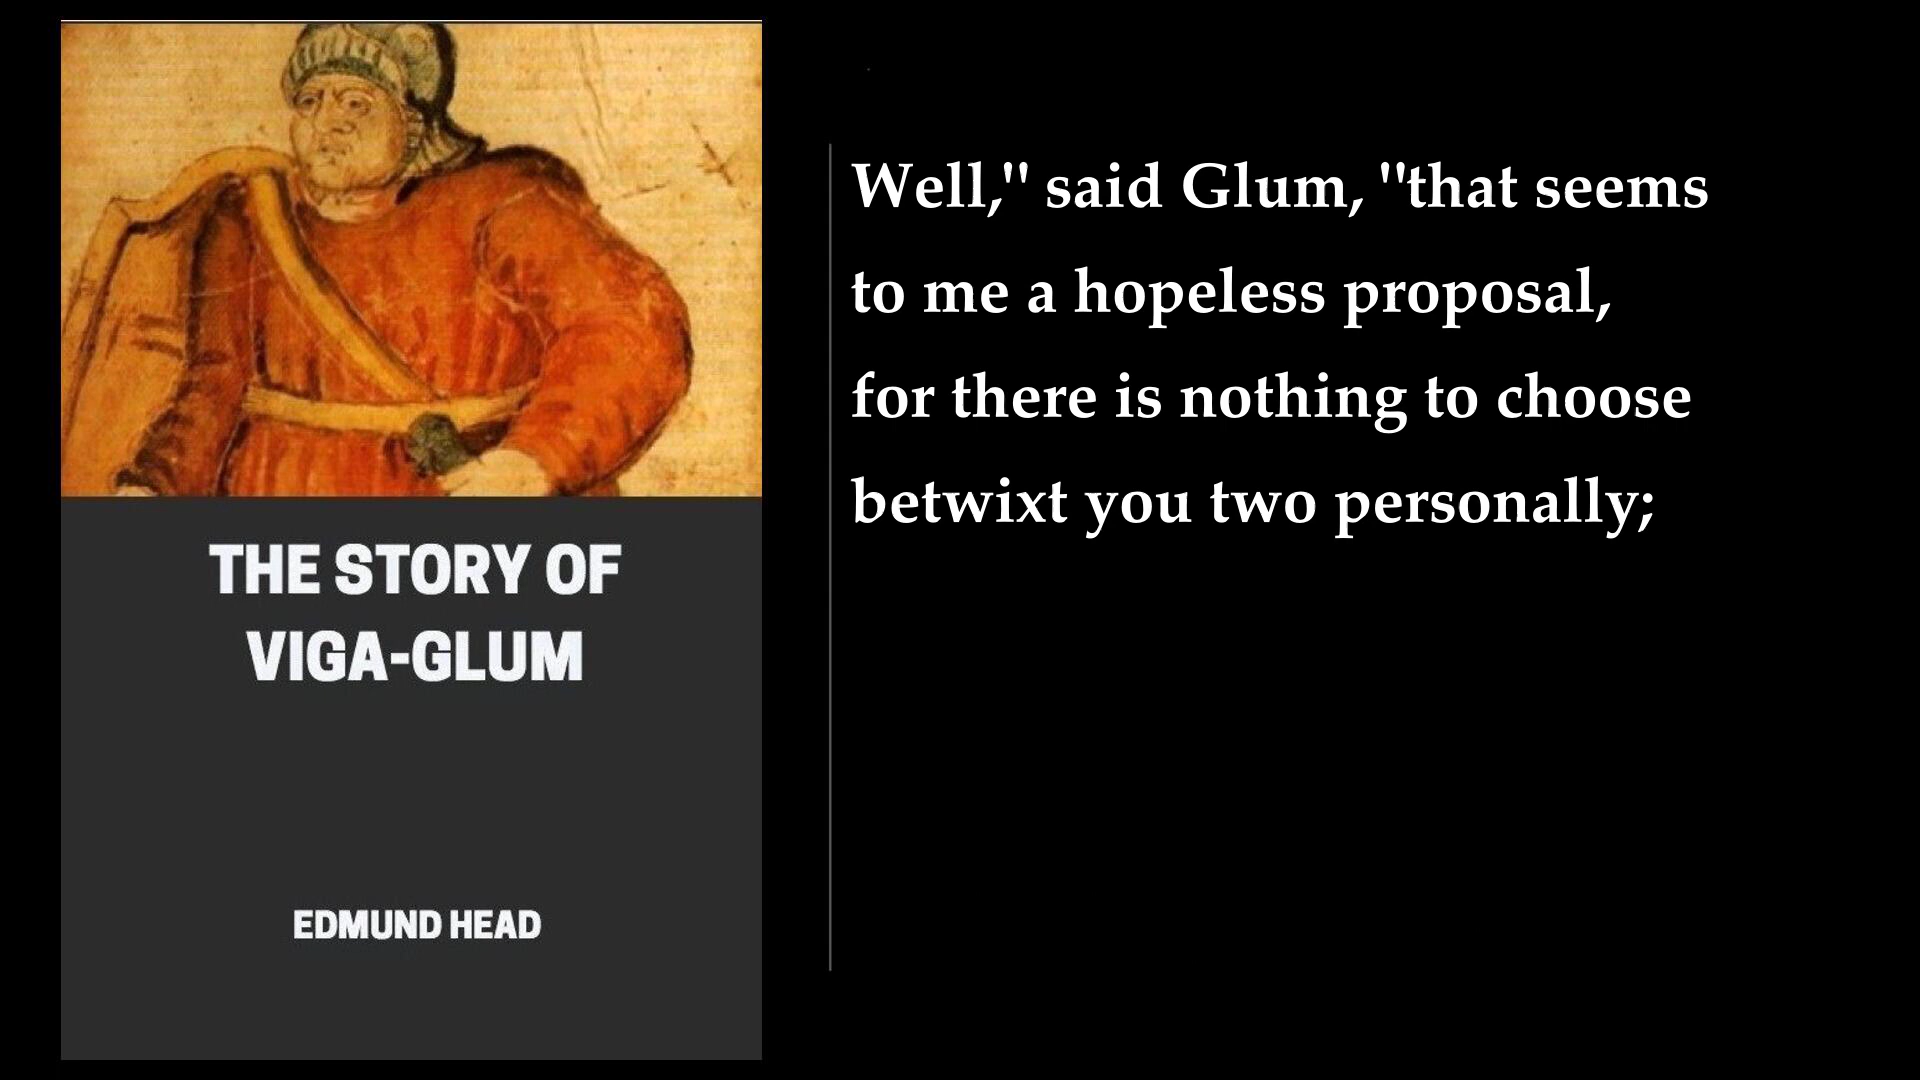 THE STORY OF
VIGA-GLUM
EDMUND HEAD
Well," said Glum, "that seems
to me a hopeless proposal,
for there is nothing to choose
betwixt you two personally;